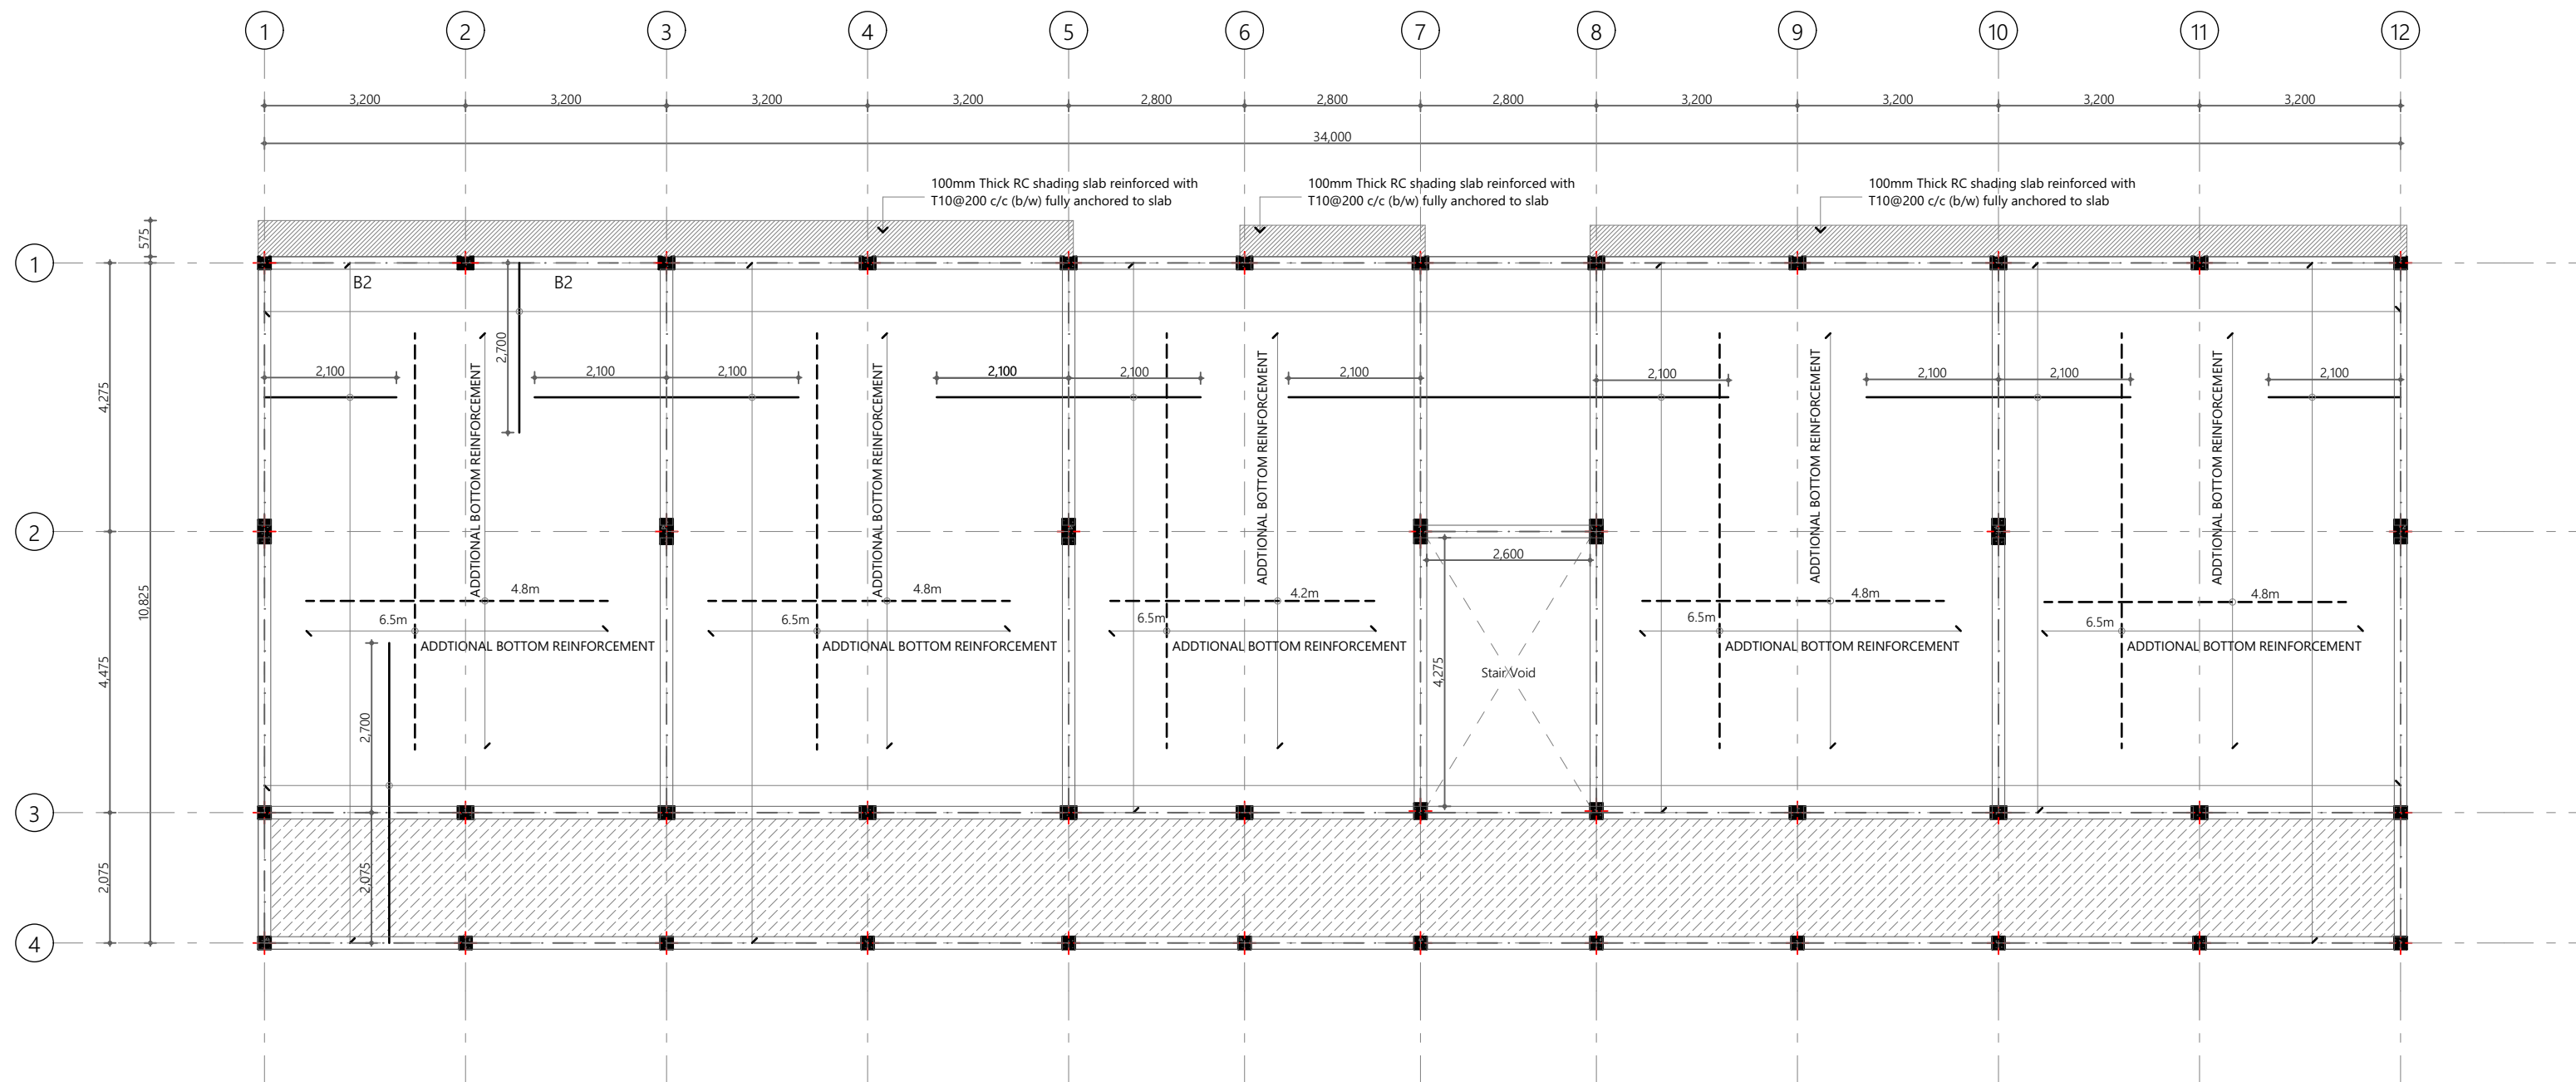 1 2 3 4 5 6 7 8 9 10 11 12
3,200 3,200 3,200 3,200 2,800 2,800 2,800 3,200 3,200 3,200 3,200
34,000
100mm Thick RC shading slab reinforced with
T10@200 c/c (b/w) fully anchored to slab
100mm Thick RC shading slab reinforced with
T10@200 c/c (b/w) fully anchored to slab
100mm Thick RC shading slab reinforced with
T10@200 c/c (b/w) fully anchored to slab
575
1
B2 B2
2,700
4,275
2,100 2,100 2,100 2,100 2,100 2,100 2,100 2,100 2,100 2,100
ADDTIONAL BOTTOM REINFORCEMENT
ADDTIONAL BOTTOM REINFORCEMENT
ADDTIONAL BOTTOM REINFORCEMENT
ADDTIONAL BOTTOM REINFORCEMENT
ADDTIONAL BOTTOM REINFORCEMENT
2
2,600
4.8m 4.8m 4.2m 4.8m 4.8m
10,825
6.5m 6.5m 6.5m 6.5m 6.5m
ADDTIONAL BOTTOM REINFORCEMENT
ADDTIONAL BOTTOM REINFORCEMENT
ADDTIONAL BOTTOM REINFORCEMENT
ADDTIONAL BOTTOM REINFORCEMENT
ADDTIONAL BOTTOM REINFORCEMENT
4,475
4,275
Stair Void
2,700
3
2,075
2,075
4